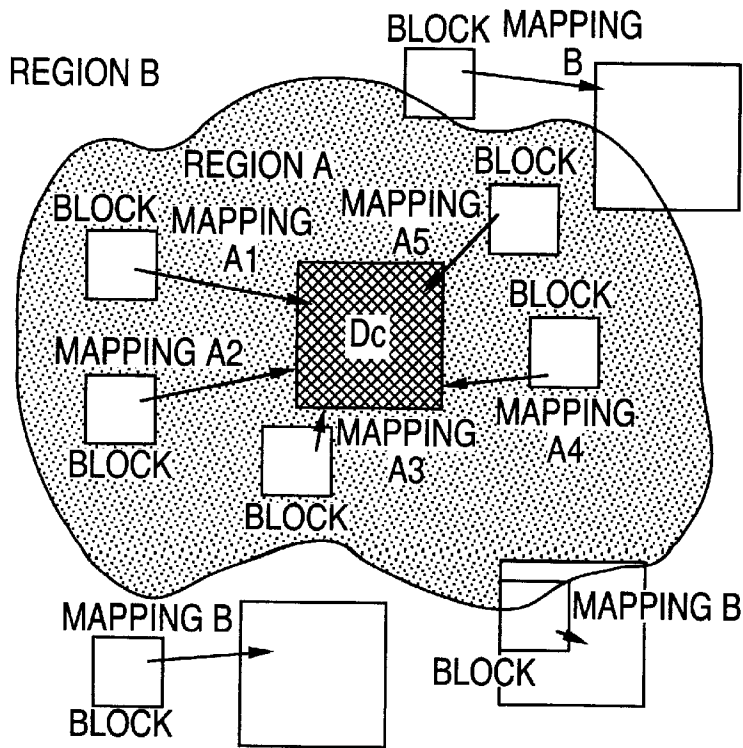 BLOCK
MAPPING
B
REGION B
REGION A
BLOCK
BLOCK
MAPPING
A1
MAPPING
A5
BLOCK
Dc
MAPPING A2
BLOCK
MAPPING
A3
MAPPING
A4
BLOCK
MAPPING B
BLOCK
MAPPING B
BLOCK